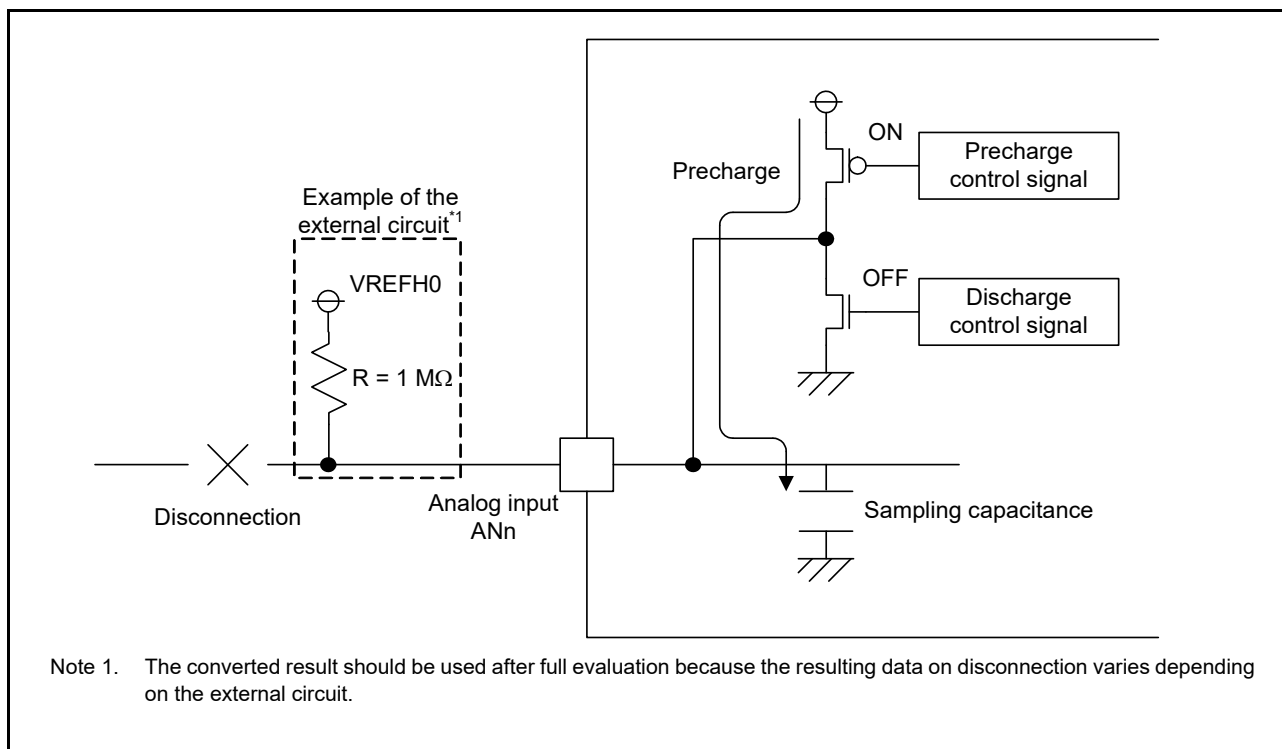 ON
Precharge
control signal
Precharge
Example of the
external circuit*1
VREFH0
OFF
Discharge
control signal
R = 1 MΩ
Disconnection
Analog input
ANn
Sampling capacitance
Note 1. The converted result should be used after full evaluation because the resulting data on disconnection varies depending
on the external circuit.